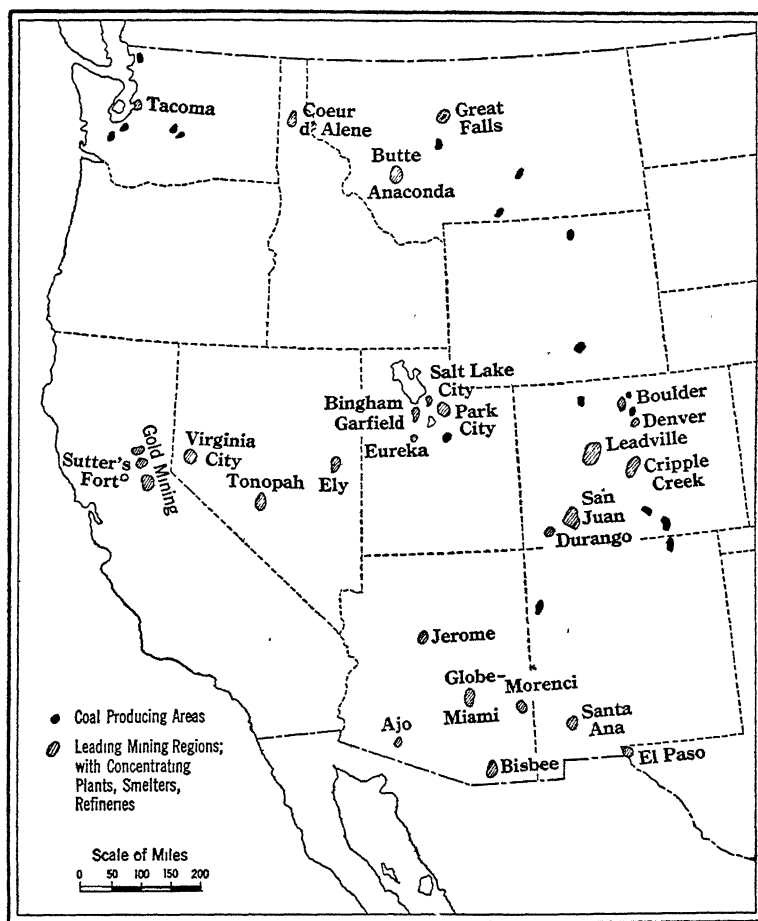 Tacoma
Coeur
d'Alene
Great
Falls
Butte
Anaconda
Salt Lake
City
Bingham
Garfield
Park
City
Eureka
Boulder
Denver
Leadville
Cripple
Creek
San
Juan
Durango
Gold Mining
Sutter's
Fort
Virginia
City
Tonopah
Ely
Jerome
Globe-
Miami
Morenci
Ajo
Bisbee
Santa
Ana
El Paso
Coal Producing Areas
Leading Mining Regions;
with Concentrating
Plants, Smelters,
Refineries
Scale of Miles
0 50 100 150 200